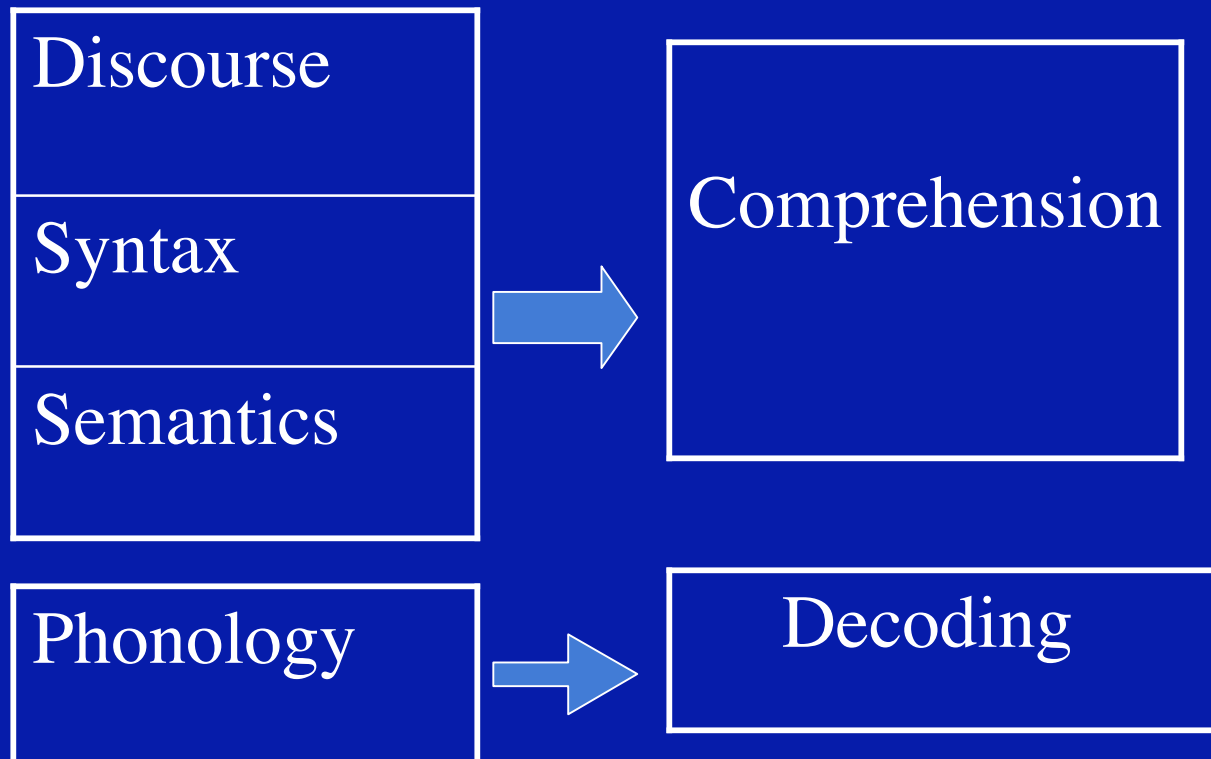 Discourse
Syntax
Semantics
Comprehension
Phonology
Decoding